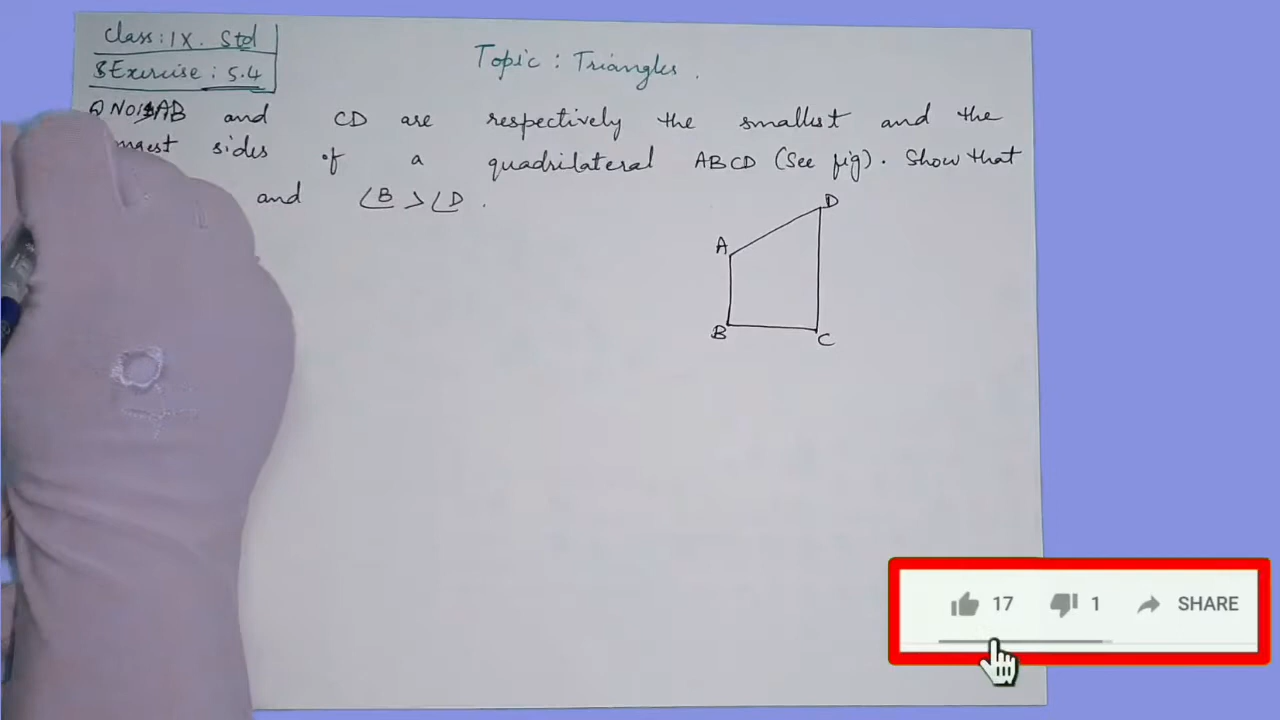 Class: IX. Std
Topic : Triangles.
Exercise : 5.4
AB and CD are respectively the smallest and the
sides of a quadrilateral ABCD (See fig). Show that
and ∠B > ∠D.
D
A
B
C
17 1 SHARE